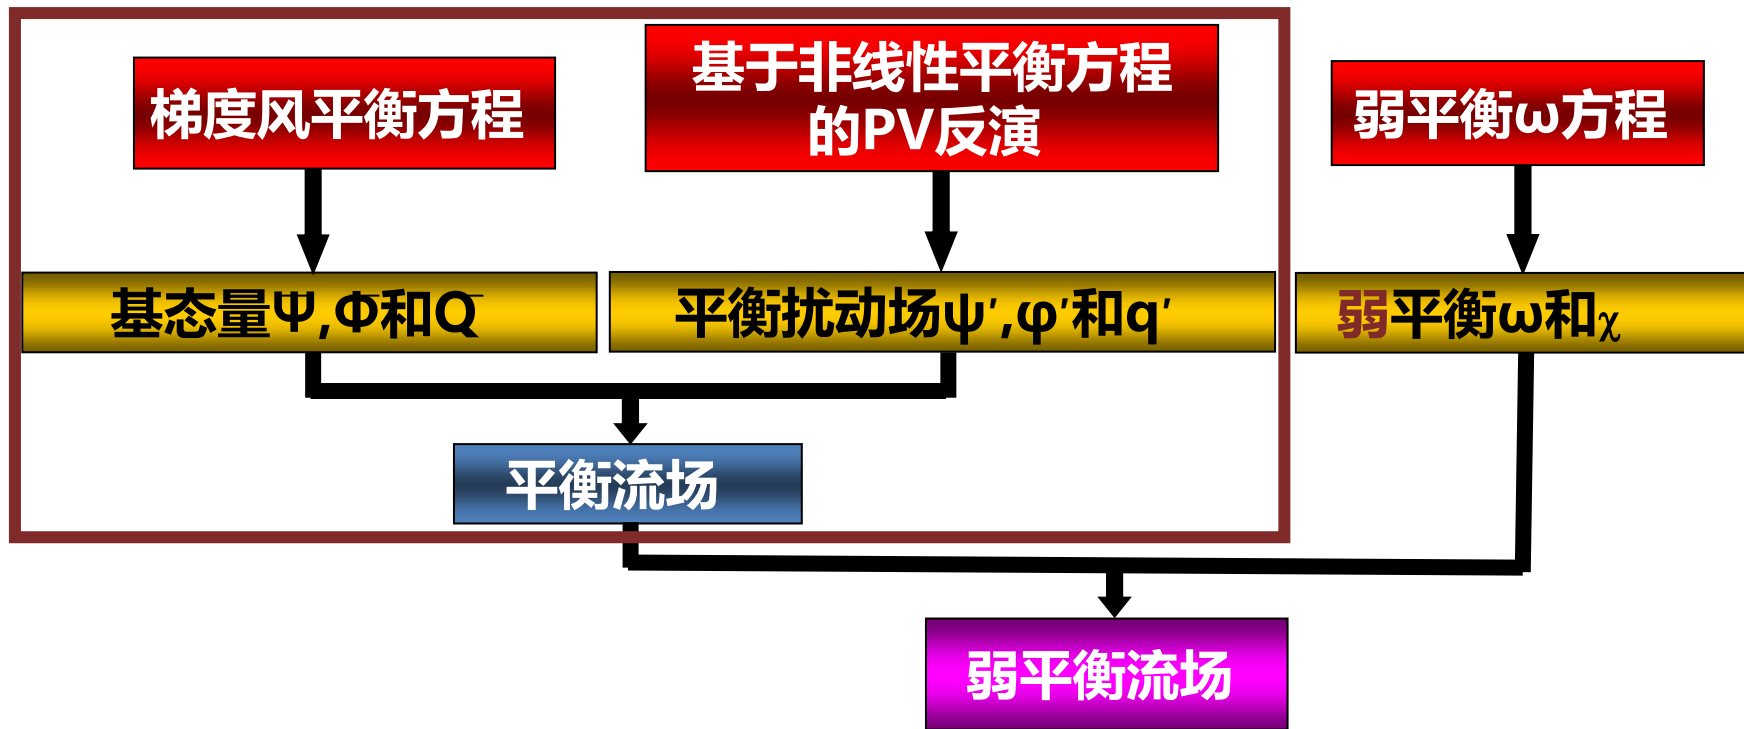 梯度风平衡方程
基于非线性平衡方程
的PV反演
弱平衡ω方程
基态量Ψ̅,Φ̅和Q̅
平衡扰动场ψ′,φ′和q′
弱平衡ω和χ
平衡流场
弱平衡流场